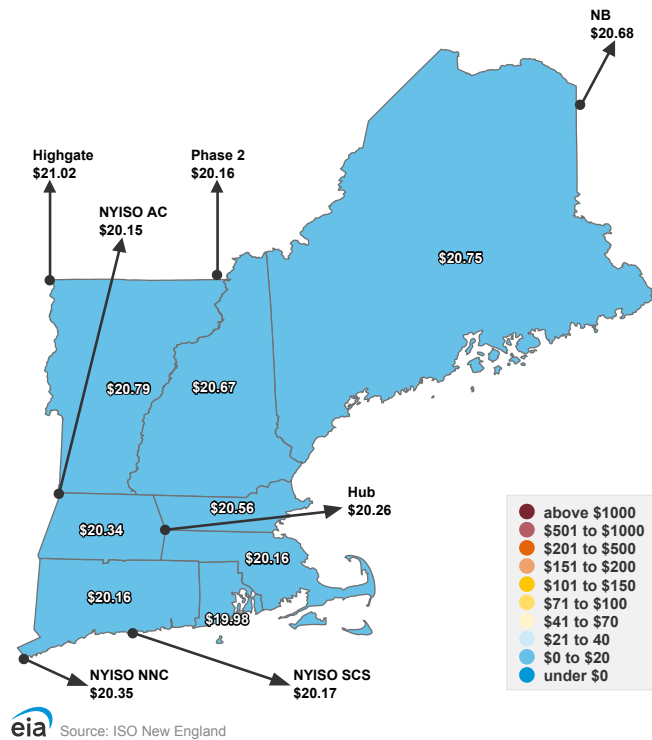 NB
$20.68
Highgate
$21.02
Phase 2
$20.16
NYISO AC
$20.15
$20.75
$20.79
$20.67
Hub
$20.26
$20.56
$20.34
$20.16
$20.16
$19.98
NYISO NNC
$20.35
NYISO SCS
$20.17
above $1000
$501 to $1000
$201 to $500
$151 to $200
$101 to $150
$71 to $100
$41 to $70
$21 to 40
$0 to $20
under $0
eia Source: ISO New England